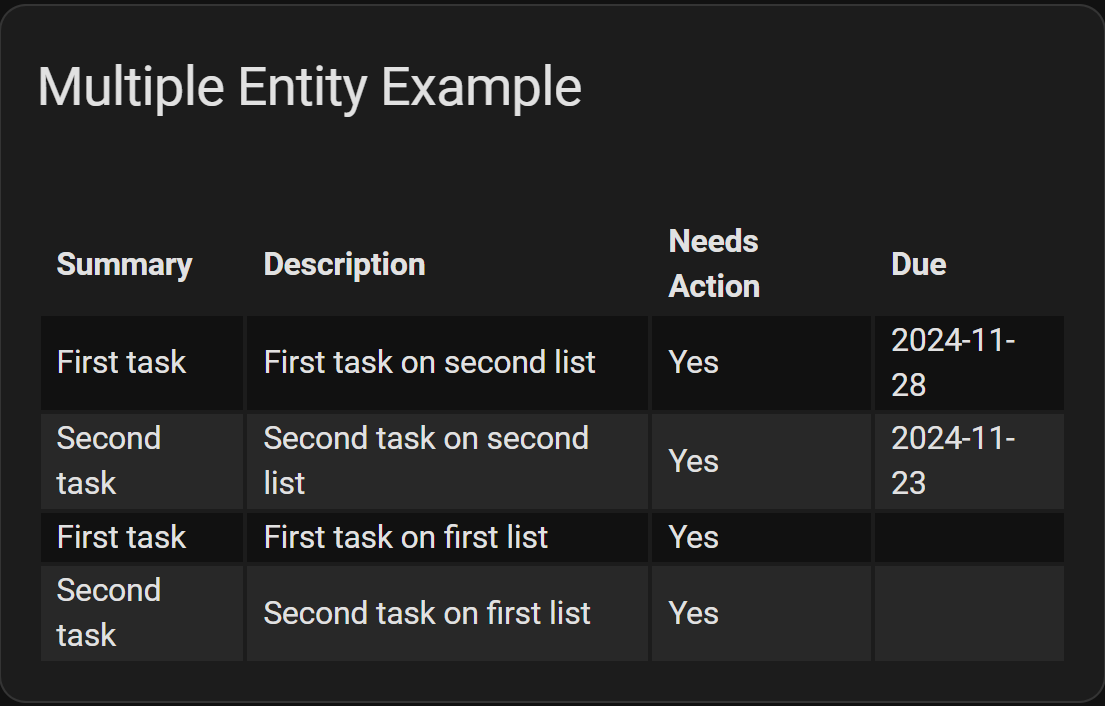 Multiple Entity Example
Summary Description Needs Action Due
First task First task on second list Yes 2024-11-28
Second task Second task on second list Yes 2024-11-23
First task First task on first list Yes
Second task Second task on first list Yes